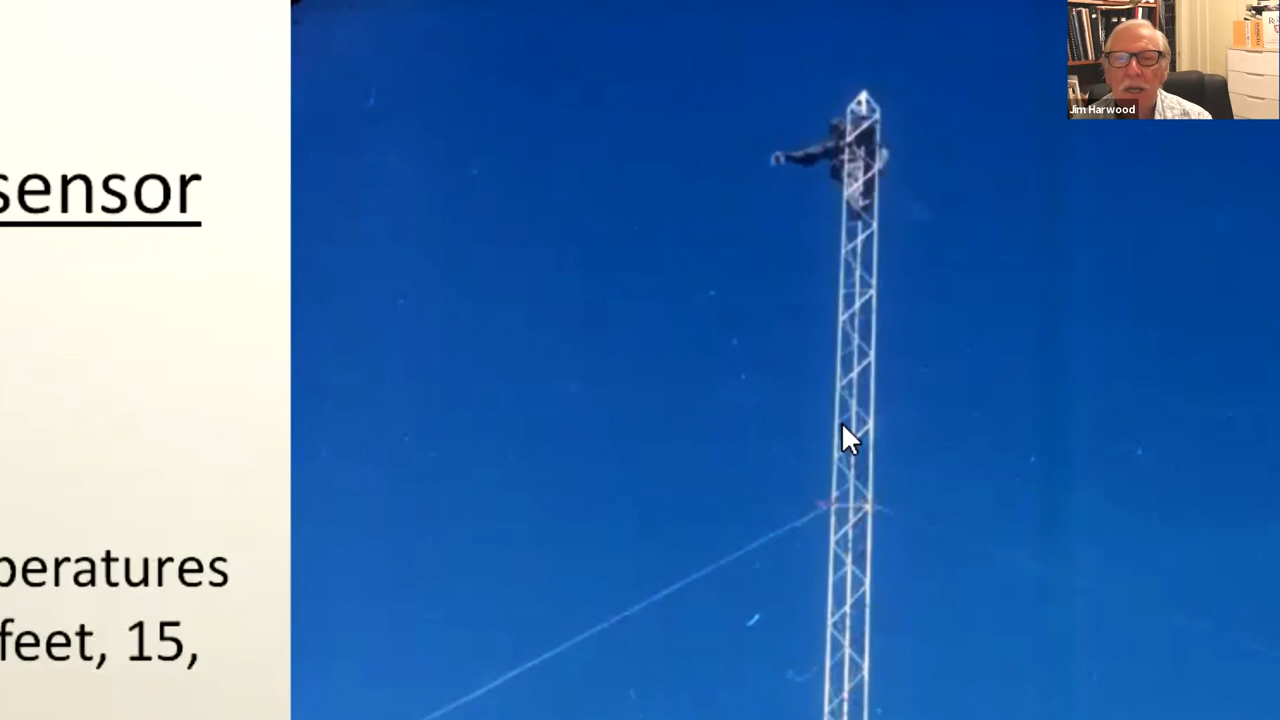 sensor
peratures
feet, 15,
Jim Harwood